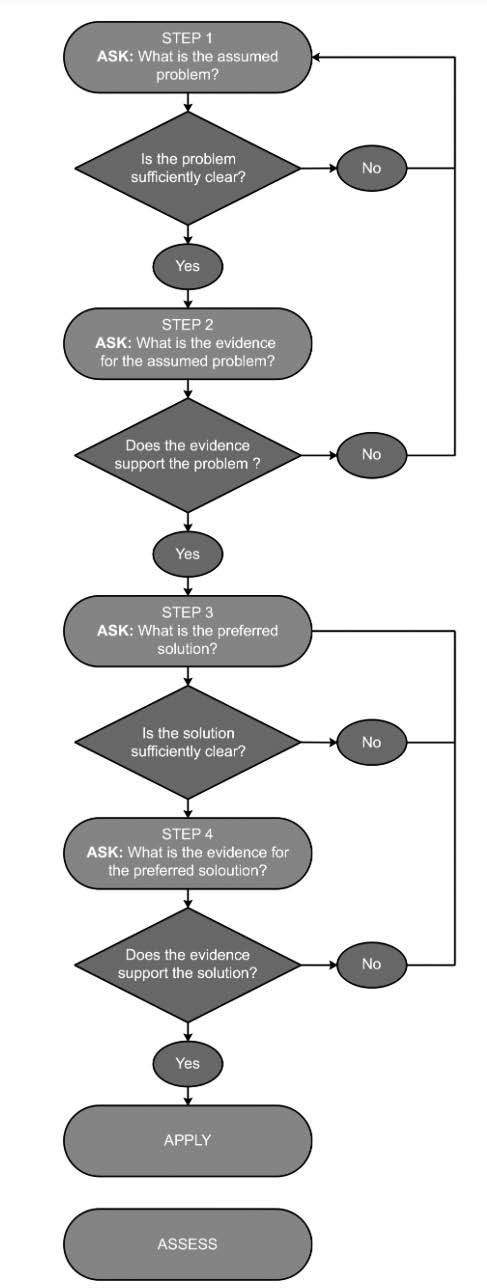 STEP 1
ASK: What is the assumed
problem?
Is the problem
sufficiently clear?
No
Yes
STEP 2
ASK: What is the evidence
for the assumed problem?
Does the evidence
support the problem ?
No
Yes
STEP 3
ASK: What is the preferred
solution?
Is the solution
sufficiently clear?
No
STEP 4
ASK: What is the evidence for
the preferred soloution?
Does the evidence
support the solution?
No
Yes
APPLY
ASSESS